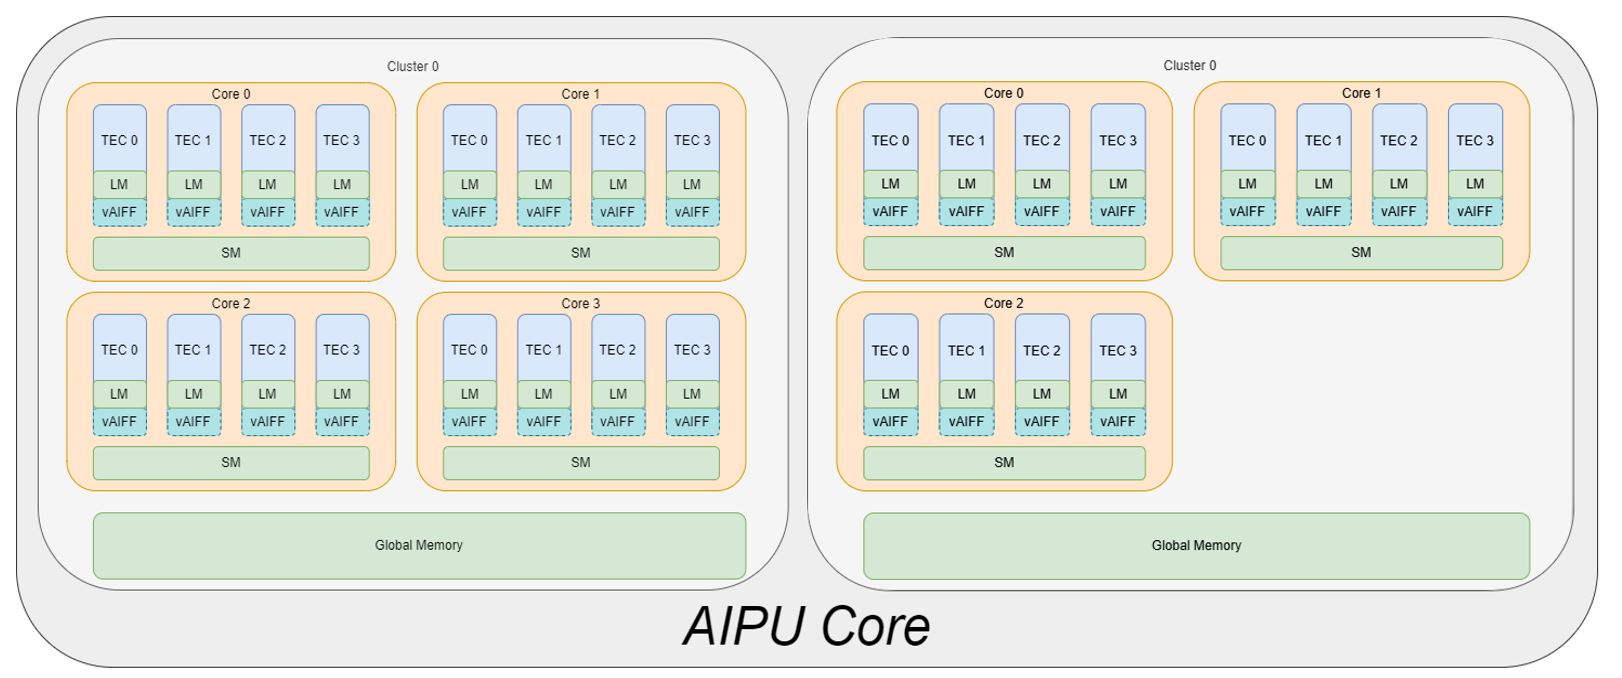 Cluster 0
Core 0
TEC 0 TEC 1 TEC 2 TEC 3
LM LM LM LM
vAIFF vAIFF vAIFF vAIFF
SM
Core 1
TEC 0 TEC 1 TEC 2 TEC 3
LM LM LM LM
vAIFF vAIFF vAIFF vAIFF
SM
Core 2
TEC 0 TEC 1 TEC 2 TEC 3
LM LM LM LM
vAIFF vAIFF vAIFF vAIFF
SM
Core 3
TEC 0 TEC 1 TEC 2 TEC 3
LM LM LM LM
vAIFF vAIFF vAIFF vAIFF
SM
Global Memory
Cluster 0
Core 0
TEC 0 TEC 1 TEC 2 TEC 3
LM LM LM LM
vAIFF vAIFF vAIFF vAIFF
SM
Core 1
TEC 0 TEC 1 TEC 2 TEC 3
LM LM LM LM
vAIFF vAIFF vAIFF vAIFF
SM
Core 2
TEC 0 TEC 1 TEC 2 TEC 3
LM LM LM LM
vAIFF vAIFF vAIFF vAIFF
SM
Global Memory
AIPU Core